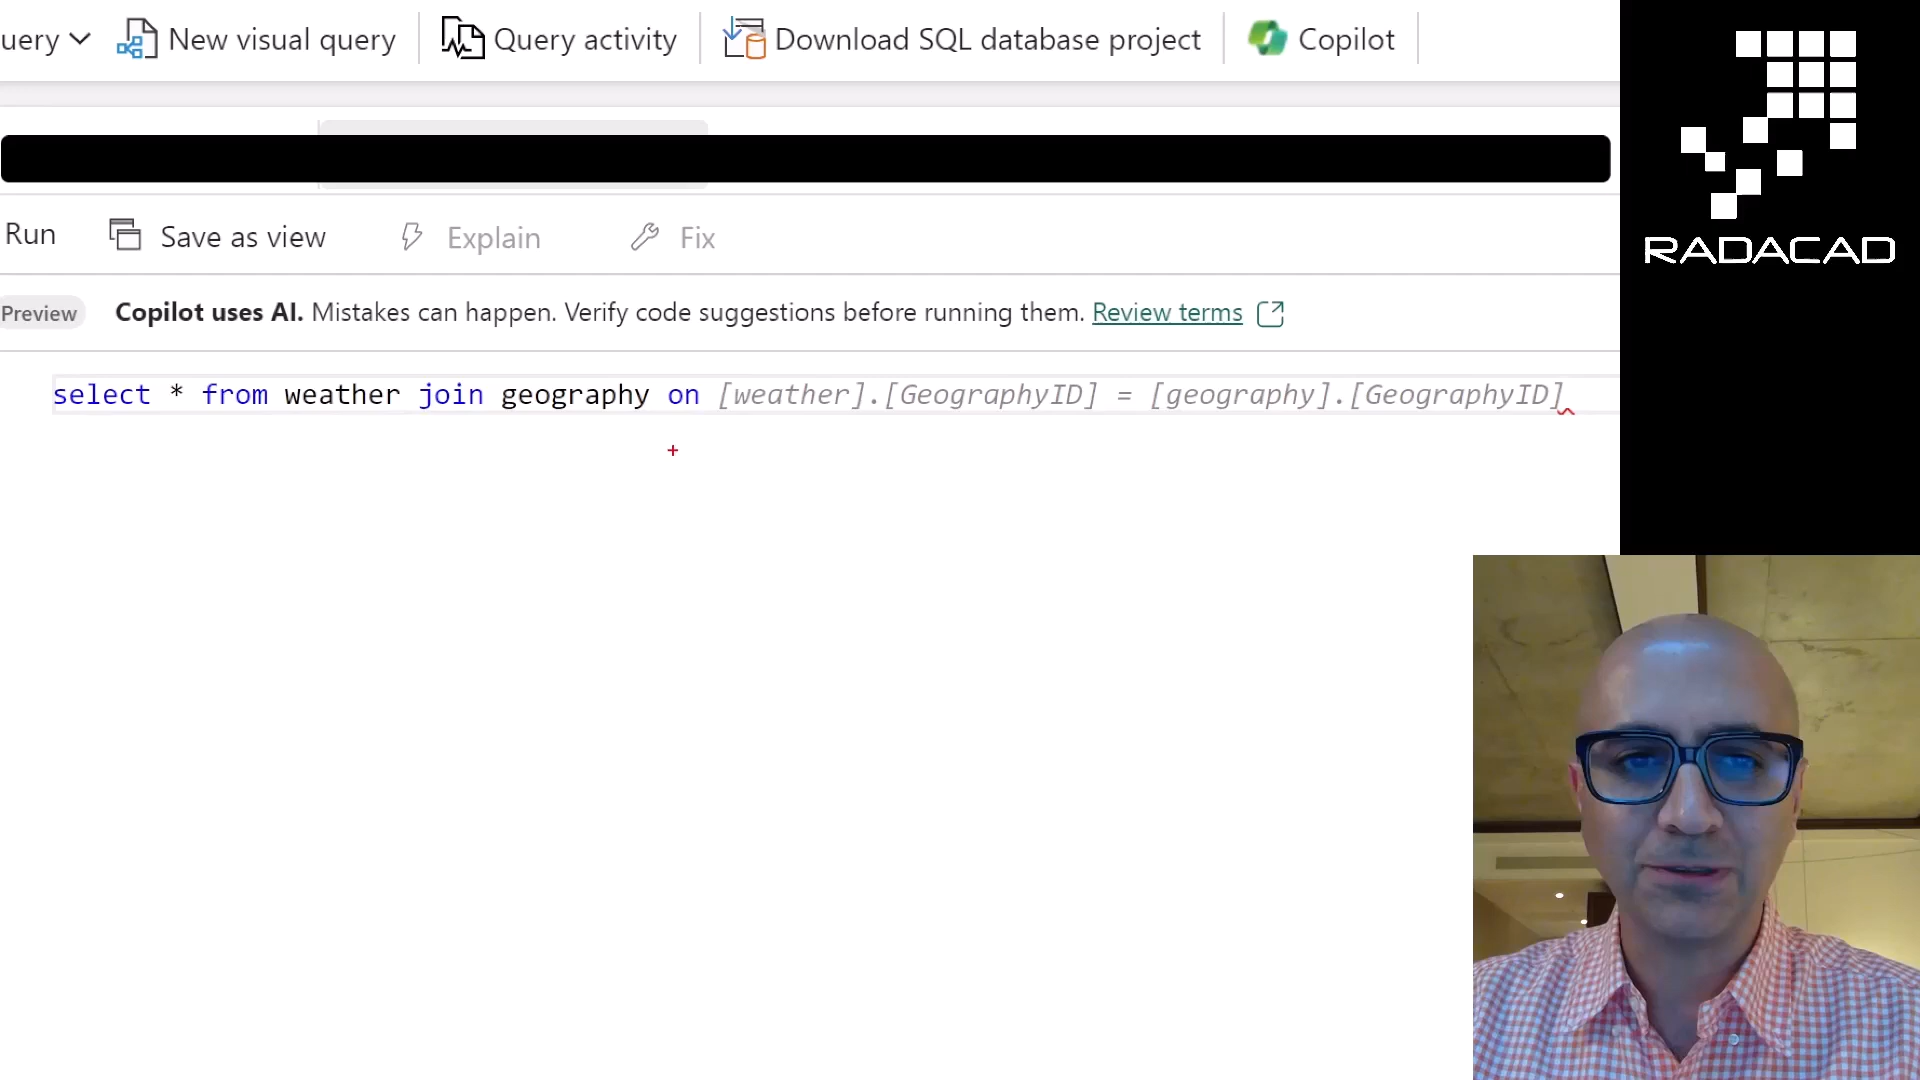 uery New visual query Query activity Download SQL database project Copilot
RADACAD
Run Save as view Explain Fix
Preview Copilot uses AI. Mistakes can happen. Verify code suggestions before running them. Review terms
select * from weather join geography on [weather].[GeographyID] = [geography].[GeographyID]